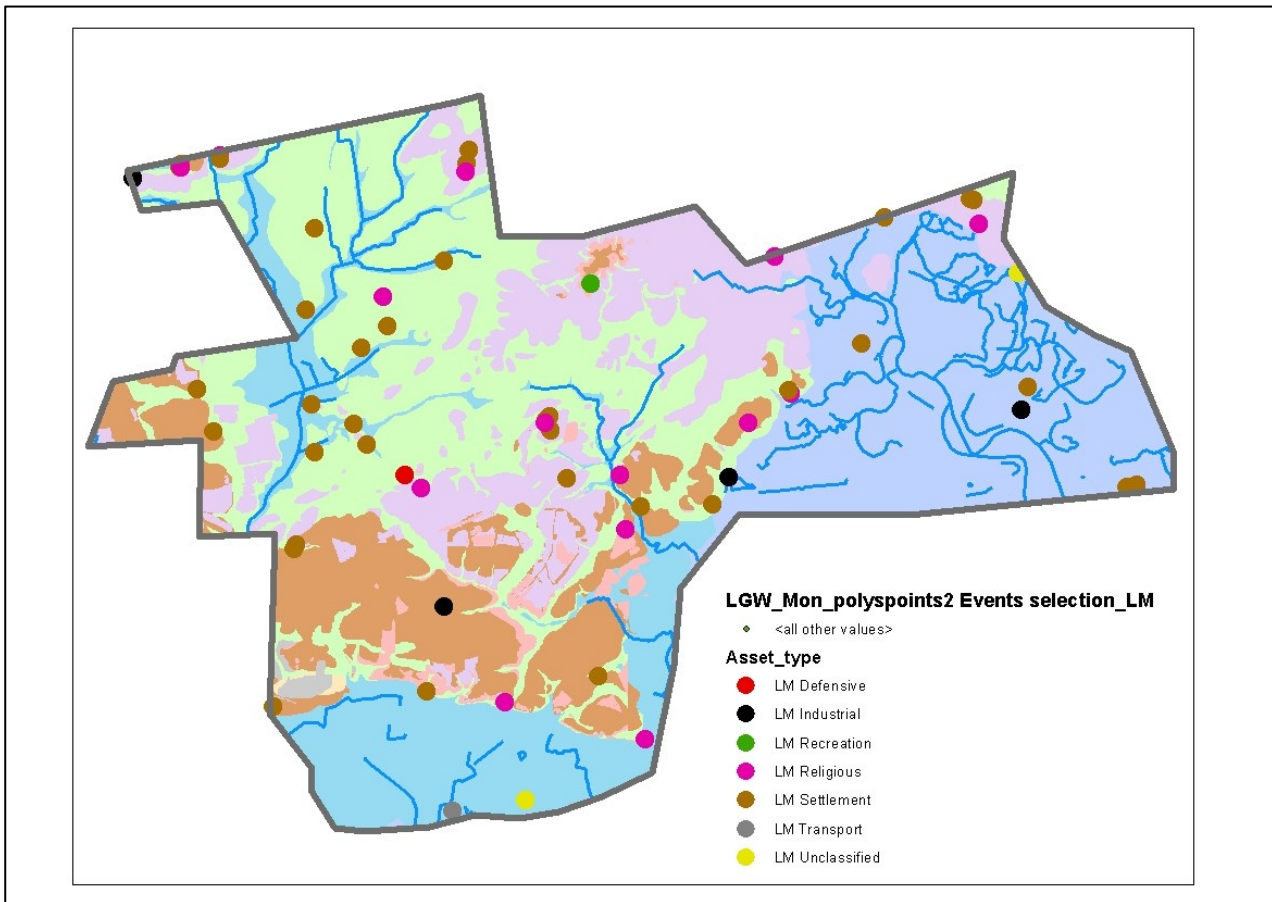 LGW_Mon_polyspoints2 Events selection_LM
<all other values>
Asset_type
LM Defensive
LM Industrial
LM Recreation
LM Religious
LM Settlement
LM Transport
LM Unclassified